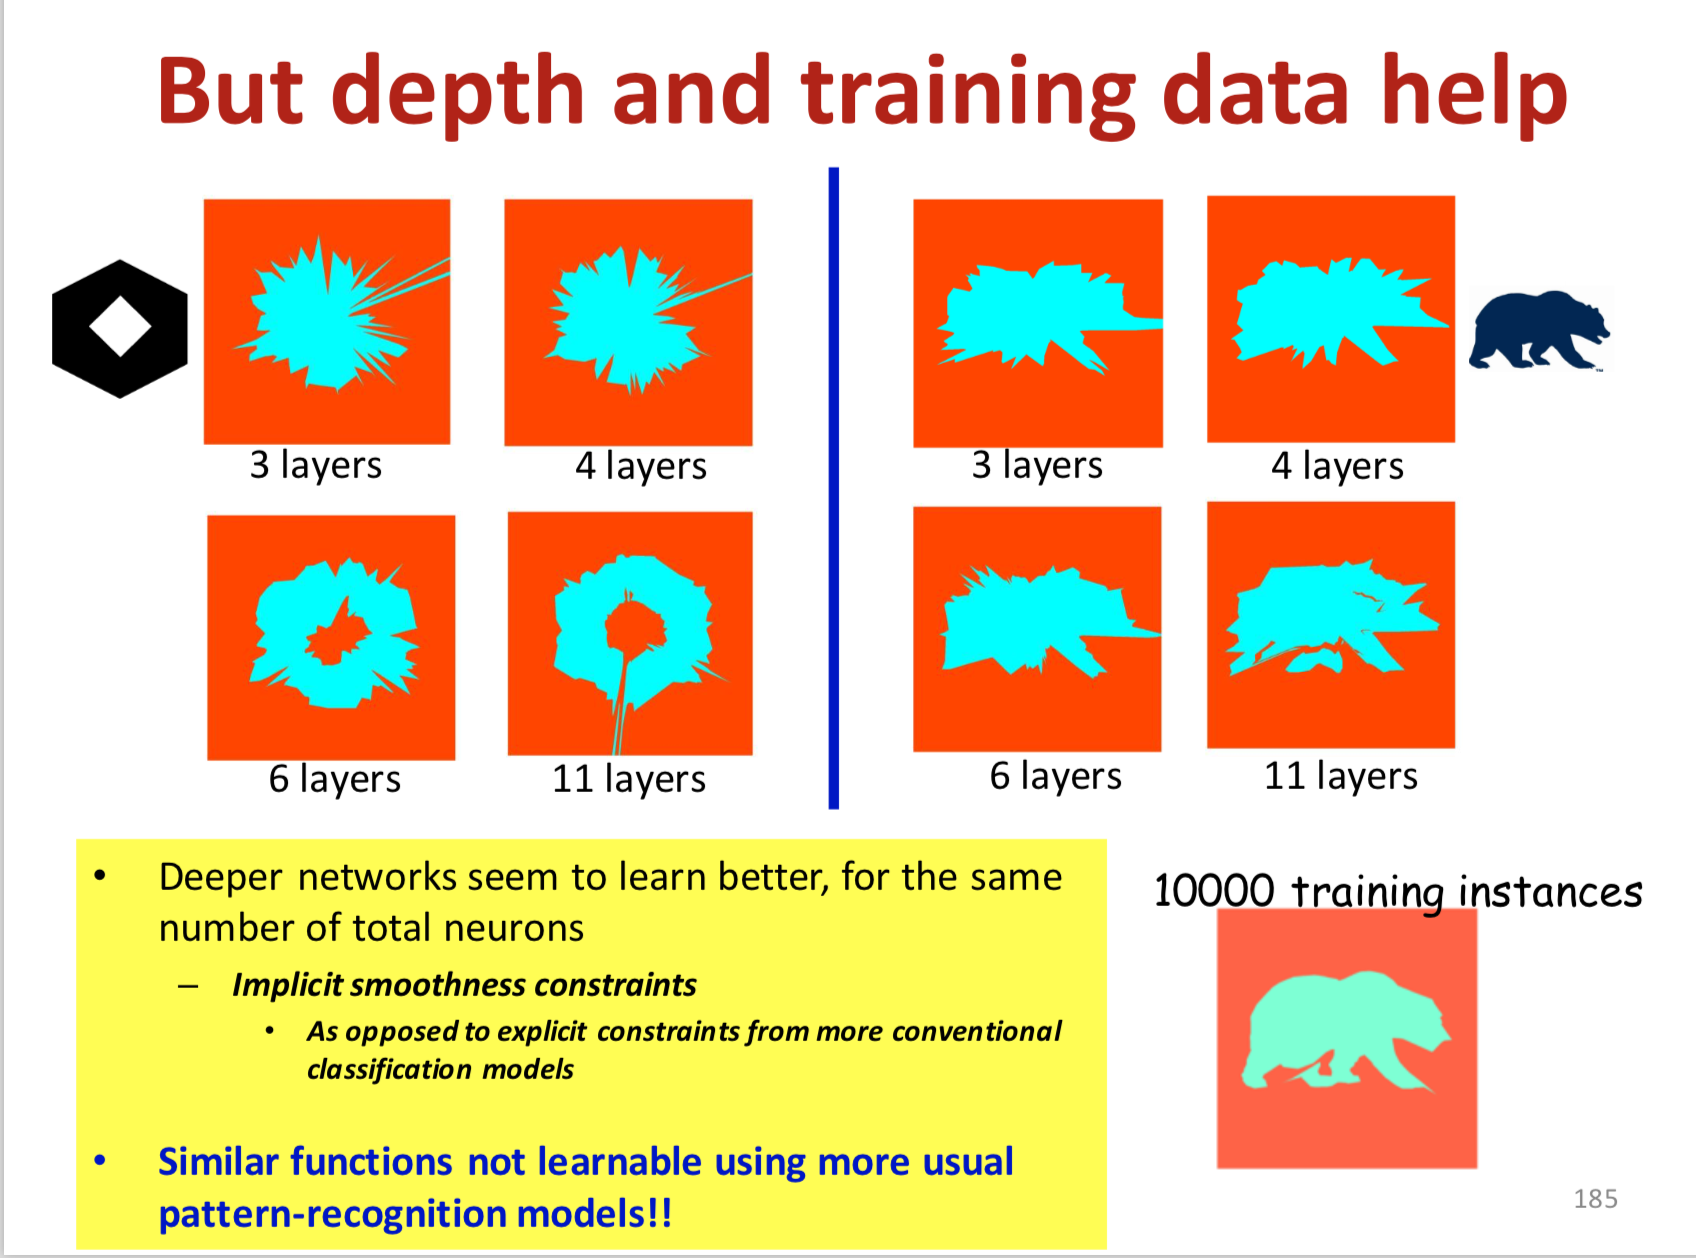 But depth and training data help
3 layers
4 layers
3 layers
4 layers
6 layers
11 layers
6 layers
11 layers
• Deeper networks seem to learn better, for the same
number of total neurons
– Implicit smoothness constraints
• As opposed to explicit constraints from more conventional
classification models
• Similar functions not learnable using more usual
pattern-recognition models!!
10000 training instances
185